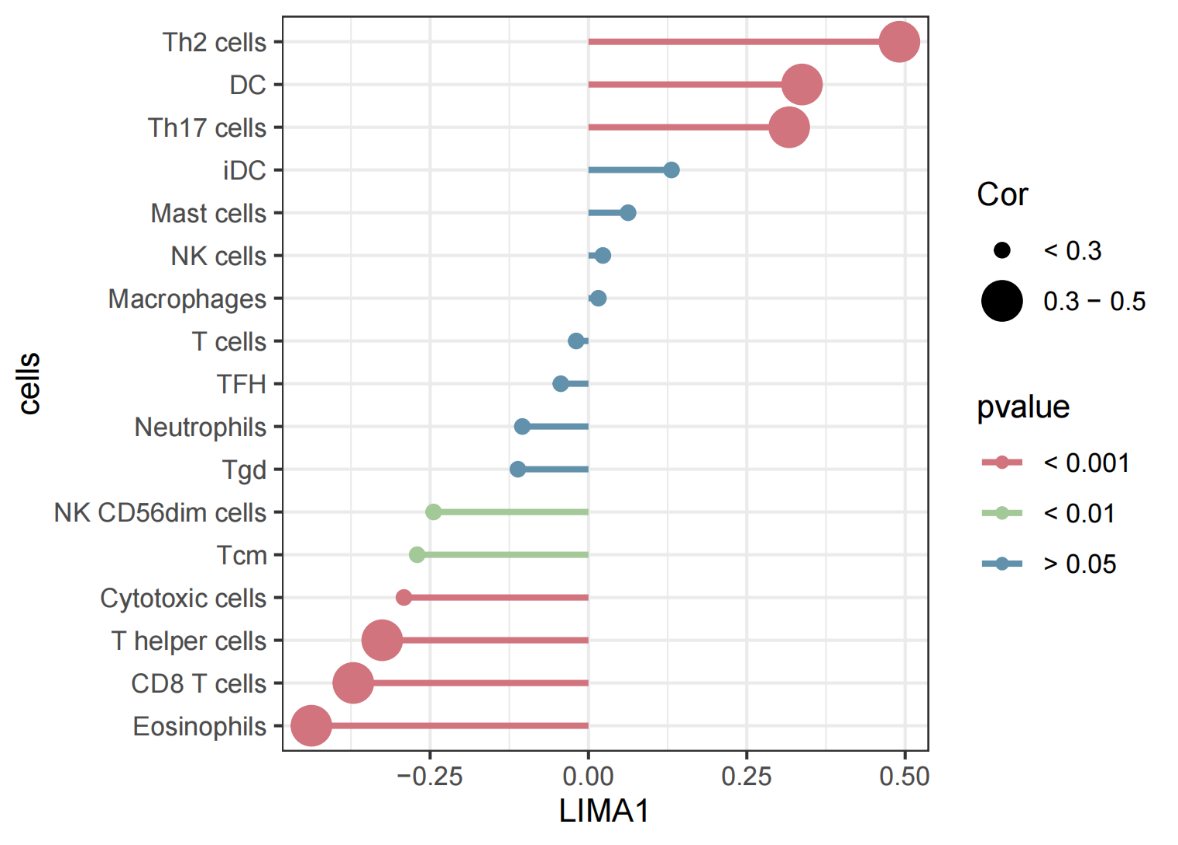 Th2 cells
DC
Th17 cells
iDC
Mast cells
NK cells
Macrophages
T cells
TFH
Neutrophils
Tgd
NK CD56dim cells
Tcm
Cytotoxic cells
T helper cells
CD8 T cells
Eosinophils
cells
−0.25 0.00 0.25 0.50
LIMA1
Cor
< 0.3
0.3 − 0.5
pvalue
< 0.001
< 0.01
> 0.05